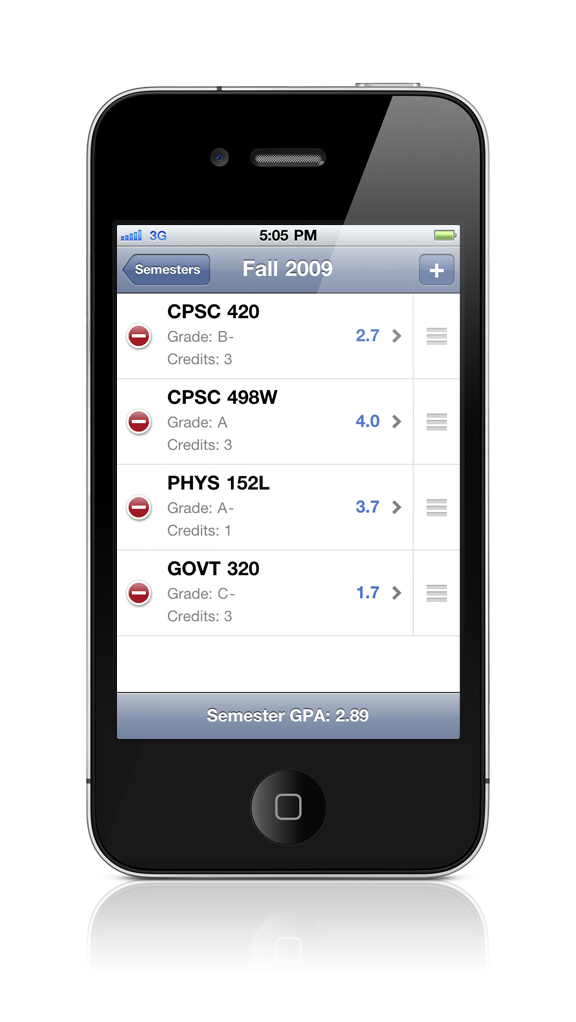 3G 5:05 PM
Semesters Fall 2009 +
CPSC 420
Grade: B- 2.7
Credits: 3
CPSC 498W
Grade: A 4.0
Credits: 3
PHYS 152L
Grade: A- 3.7
Credits: 1
GOVT 320
Grade: C- 1.7
Credits: 3
Semester GPA: 2.89